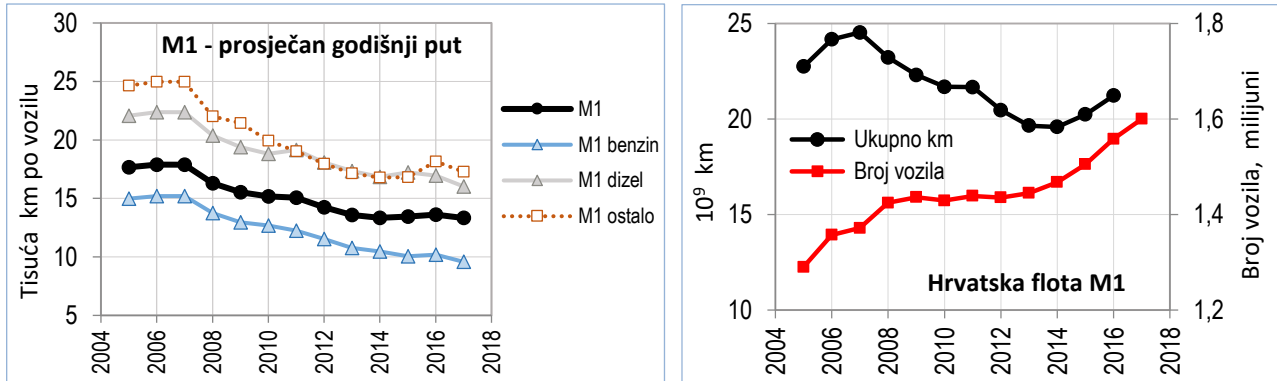 M1 - prosječan godišnji put
Tisuća km po vozilu
30
25
20
15
10
5
2004
2006
2008
2010
2012
2014
2016
2018
M1
M1 benzin
M1 dizel
M1 ostalo
10⁹ km
25
20
15
10
Ukupno km
Broj vozila
Hrvatska flota M1
2004
2006
2008
2010
2012
2014
2016
2018
1,8
1,6
1,4
1,2
Broj vozila, milijuni